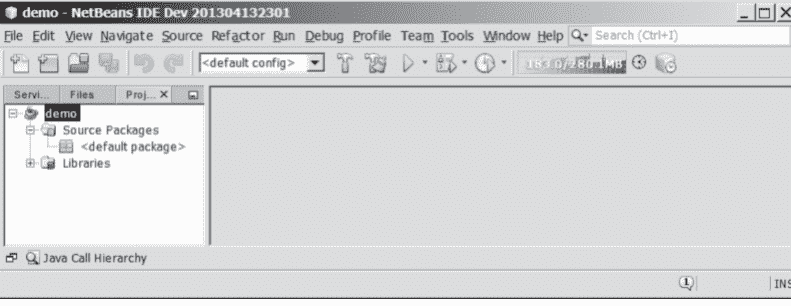 demo - NetBeans IDE Dev 201304132301
File Edit View Navigate Source Refactor Run Debug Profile Team Tools Window Help Search (Ctrl+I)
<default config>
Servi... Files Proj...
demo
Source Packages
<default package>
Libraries
Java Call Hierarchy
1 INS